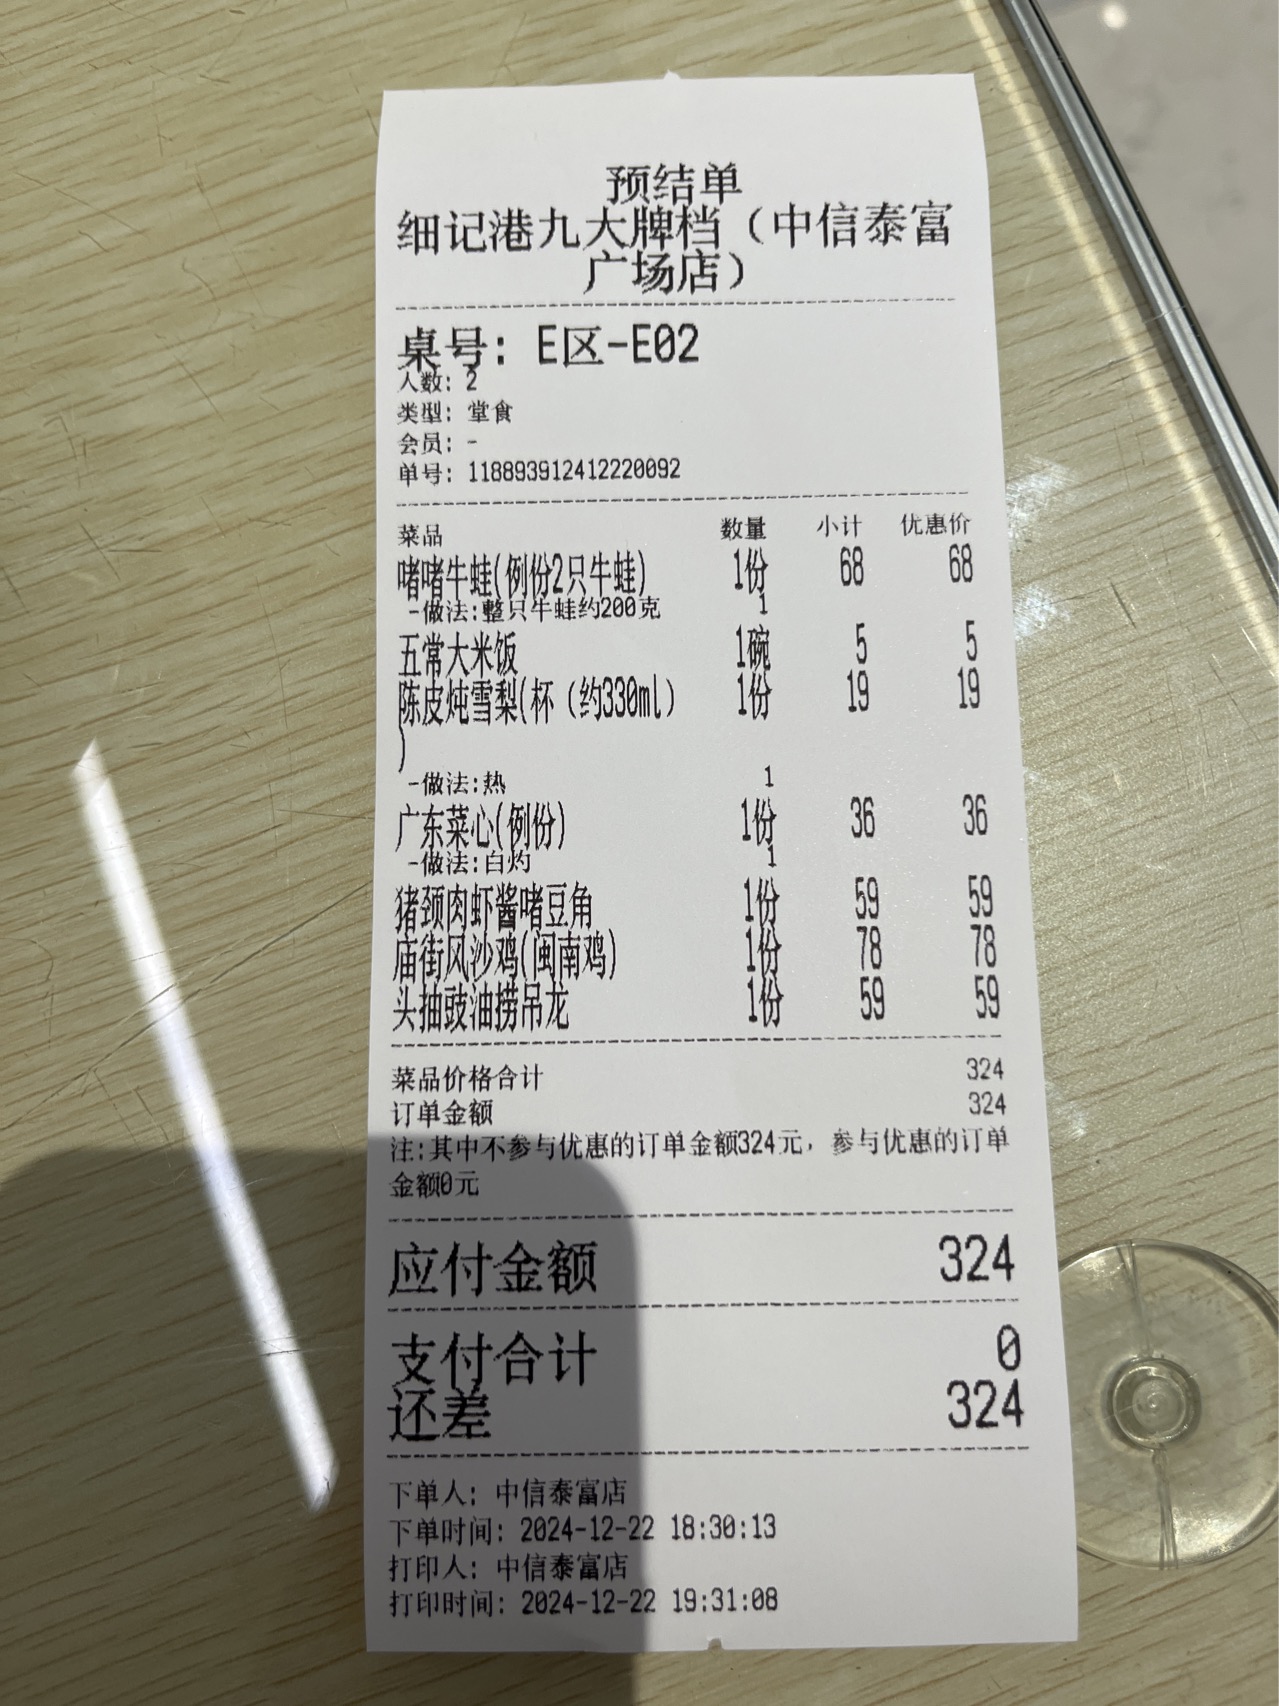 预结单
细记港九大牌档（中信泰富
广场店）
桌号: E区-E02
人数: 2
类型: 堂食
会员: -
单号: 118893912412220092
菜品 数量 小计 优惠价
啫啫牛蛙(例份2只牛蛙) 1份 68 68
-做法:整只牛蛙约200克 1
五常大米饭 1碗 5 5
陈皮炖雪梨(杯（约330ml） 1份 19 19
)
-做法:热 1
广东菜心(例份) 1份 36 36
-做法:白灼 1
猪颈肉虾酱啫豆角 1份 59 59
庙街风沙鸡(闽南鸡) 1份 78 78
头抽豉油捞吊龙 1份 59 59
菜品价格合计 324
订单金额 324
注:其中不参与优惠的订单金额324元，参与优惠的订单
金额0元
应付金额 324
支付合计 0
还差 324
下单人: 中信泰富店
下单时间: 2024-12-22 18:30:13
打印人: 中信泰富店
打印时间: 2024-12-22 19:31:08